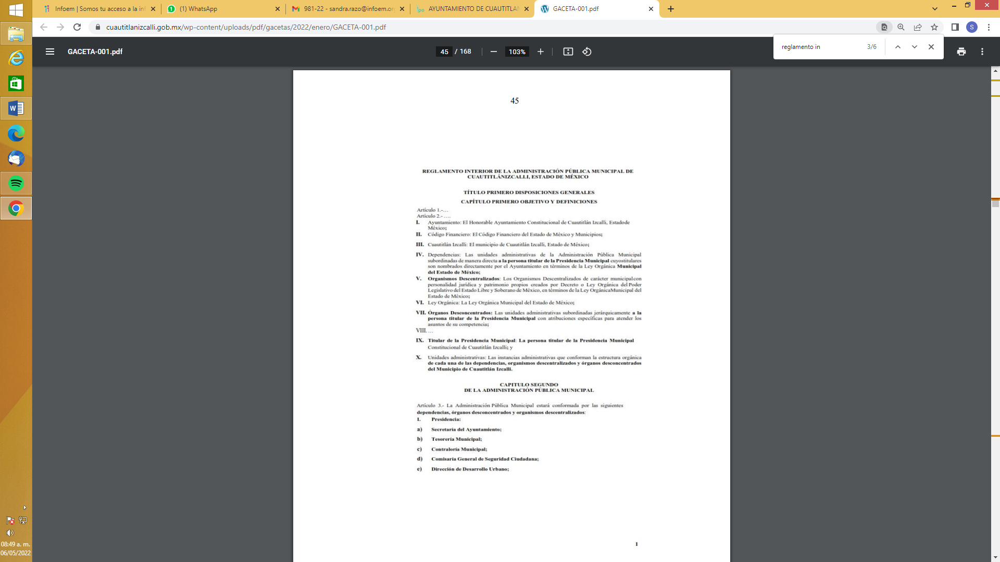 Infoem | Somos tu acceso a la inf
(1) WhatsApp
981-22 - sandra.razo@infoem.or
AYUNTAMIENTO DE CUAUTITLAN
GACETA-001.pdf
cuautitlanizcalli.gob.mx/wp-content/uploads/pdf/gacetas/2022/enero/GACETA-001.pdf
S
GACETA-001.pdf
45 / 168
103%
reglamento in
3/6
45
REGLAMENTO INTERIOR DE LA ADMINISTRACIÓN PÚBLICA MUNICIPAL DE
CUAUTITLÁNIZCALLI, ESTADO DE MÉXICO
TÍTULO PRIMERO DISPOSICIONES GENERALES
CAPÍTULO PRIMERO OBJETIVO Y DEFINICIONES
Artículo 1.-…
Artículo 2.- ….
I. Ayuntamiento: El Honorable Ayuntamiento Constitucional de Cuautitlán Izcalli, Estadode
México;
II. Código Financiero: El Código Financiero del Estado de México y Municipios;
III. Cuautitlán Izcalli: El municipio de Cuautitlán Izcalli, Estado de México;
IV. Dependencias: Las unidades administrativas de la Administración Pública Municipal
subordinadas de manera directa a la persona titular de la Presidencia Municipal cuyostitulares
son nombrados directamente por el Ayuntamiento en términos de la Ley Orgánica Municipal
del Estado de México;
V. Organismos Descentralizados: Los Organismos Descentralizados de carácter municipalcon
personalidad jurídica y patrimonio propios creados por Decreto o Ley Orgánica del Poder
Legislativo del Estado Libre y Soberano de México, en términos de la Ley OrgánicaMunicipal del
Estado de México;
VI. Ley Orgánica: La Ley Orgánica Municipal del Estado de México;
VII. Órganos Desconcentrados: Las unidades administrativas subordinadas jerárquicamente a la
persona titular de la Presidencia Municipal con atribuciones específicas para atender los
asuntos de su competencia;
VIII. …
IX. Titular de la Presidencia Municipal: La persona titular de la Presidencia Municipal
Constitucional de Cuautitlán Izcalli; y
X. Unidades administrativas: Las instancias administrativas que conforman la estructura orgánica
de cada una de las dependencias, organismos descentralizados y órganos desconcentrados
del Municipio de Cuautitlán Izcalli.
CAPITULO SEGUNDO
DE LA ADMINISTRACIÓN PÚBLICA MUNICIPAL
Artículo 3.- La Administración Pública Municipal estará conformada por las siguientes
dependencias, órganos desconcentrados y organismos descentralizados:
I. Presidencia:
a) Secretaría del Ayuntamiento;
b) Tesorería Municipal;
c) Contraloría Municipal;
d) Comisaría General de Seguridad Ciudadana;
e) Dirección de Desarrollo Urbano;
1
08:49 a. m.
06/05/2022